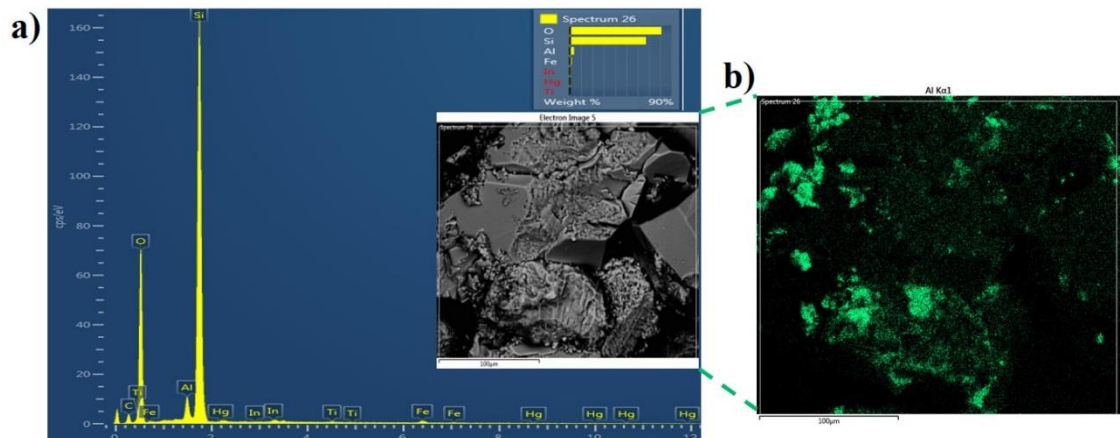 a)
Si
Spectrum 26
O
Si
Al
Fe
In
Hg
Ti
Weight % 90%
160
140
120
100
80
60
40
20
0
cps/eV
O
Ti
C
Fe
Al
Hg
In
In
Ti
Ti
Fe
Fe
Hg
Hg
Hg
Hg
0 2 4 6 8 10 12
Electron Image 5
Spectrum 26
100µm
b)
Al Kα1
Spectrum 26
100µm